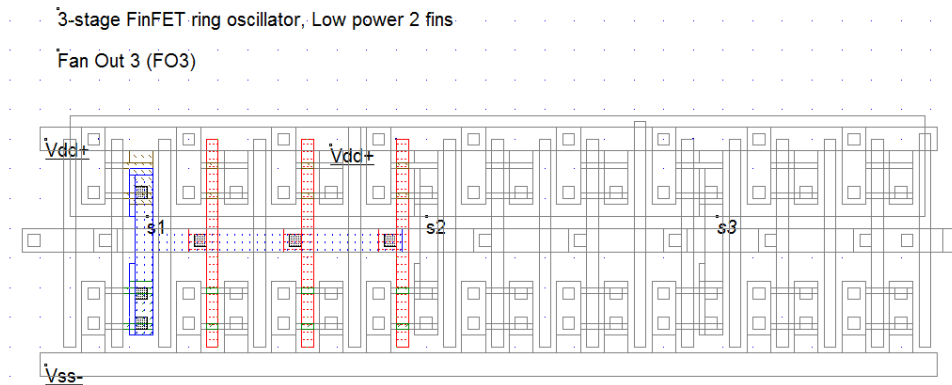 3-stage FinFET ring oscillator, Low power 2 fins
Fan Out 3 (FO3)
Vdd+
Vdd+
s1
s2
s3
Vss-